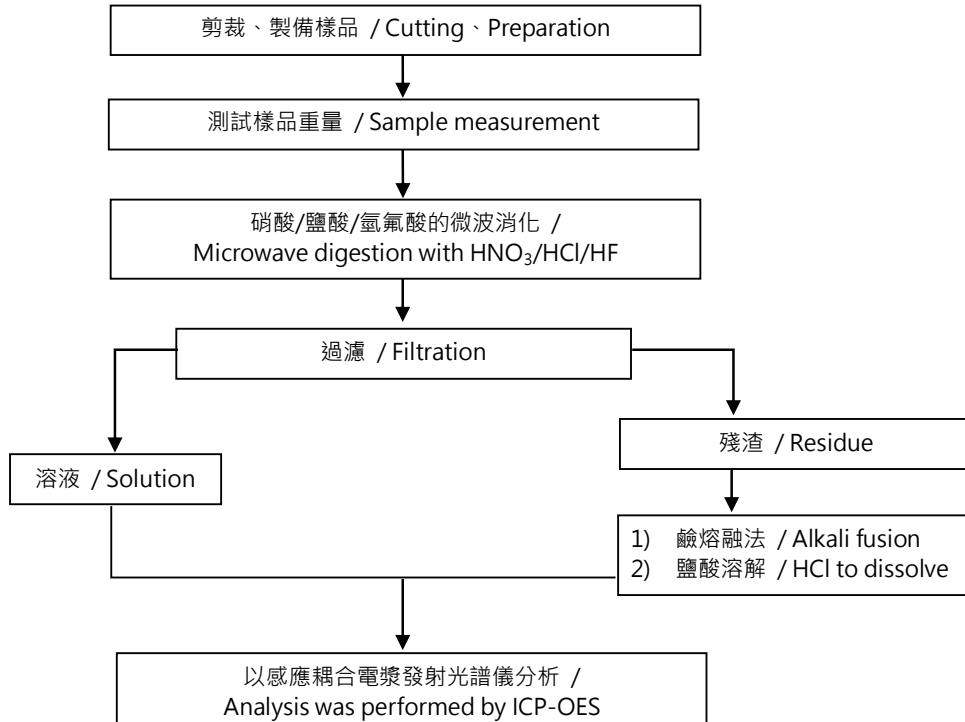 剪裁、製備樣品 / Cutting、Preparation
測試樣品重量 / Sample measurement
硝酸/鹽酸/氫氟酸的微波消化 /
Microwave digestion with HNO₃/HCl/HF
過濾 / Filtration
溶液 / Solution
殘渣 / Residue
1) 鹼熔融法 / Alkali fusion
2) 鹽酸溶解 / HCl to dissolve
以感應耦合電漿發射光譜儀分析 /
Analysis was performed by ICP-OES